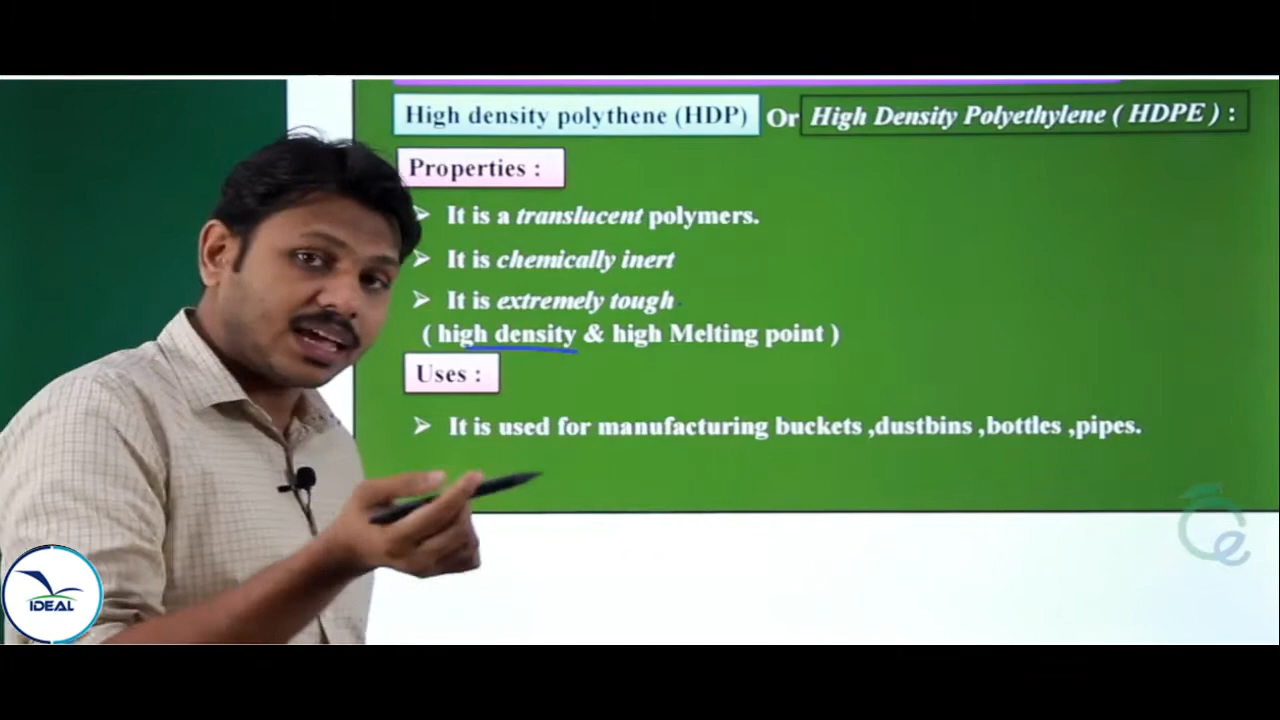 High density polythene (HDP) Or High Density Polyethylene ( HDPE ) :
Properties :
➢ It is a translucent polymers.
➢ It is chemically inert
➢ It is extremely tough
( high density & high Melting point )
Uses :
➢ It is used for manufacturing buckets ,dustbins ,bottles ,pipes.
IDEAL
e